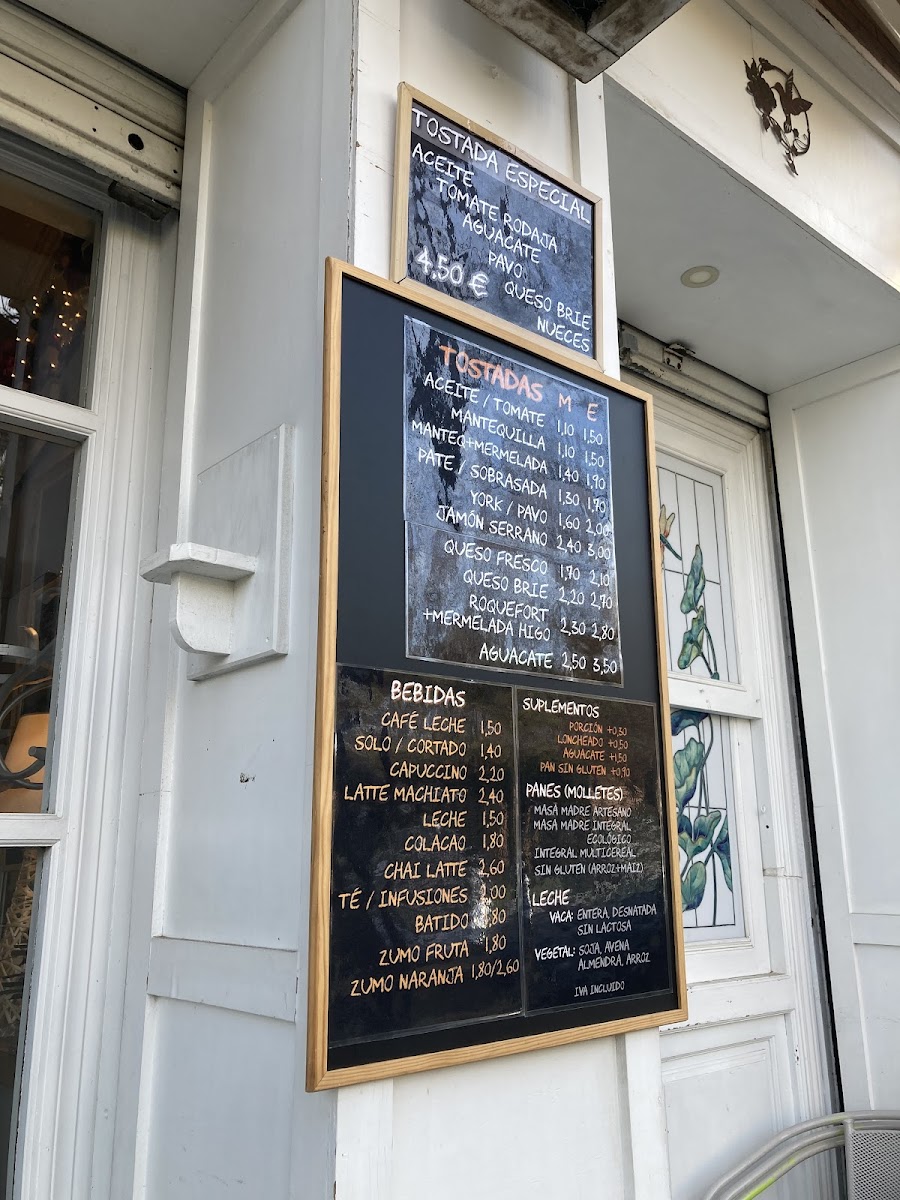 TOSTADA ESPECIAL
ACEITE
TOMATE RODAJA
AGUACATE
PAVO
4.50 €
QUESO BRIE
NUECES
TOSTADAS M E
ACEITE / TOMATE 1,10 1,50
MANTEQUILLA 1,10 1,50
MANTEQ+MERMELADA 1,40 1,90
PATE / SOBRASADA 1,30 1,70
YORK / PAVO 1,60 2,00
JAMÓN SERRANO 2,40 3,00
QUESO FRESCO 1,70 2,10
QUESO BRIE 2,20 2,70
ROQUEFORT
+MERMELADA HIGO 2,30 2,80
AGUACATE 2,50 3,50
BEBIDAS
CAFÉ LECHE 1,50
SOLO / CORTADO 1,40
CAPUCCINO 2,20
LATTE MACHIATO 2,40
LECHE 1,50
COLACAO 1,80
CHAI LATTE 2,60
TÉ / INFUSIONES 2,00
BATIDO
ZUMO FRUTA 1,80
ZUMO NARANJA 1,80/2,60
SUPLEMENTOS
PORCIÓN +0,30
LONCHEADO +0,50
AGUACATE +1,50
PAN SIN GLUTEN +0,90
PANES (MOLLETES)
MASA MADRE ARTESANO
MASA MADRE INTEGRAL
ECOLÓGICO
INTEGRAL MULTICEREAL
SIN GLUTEN (ARROZ+MAIZ)
LECHE
VACA: ENTERA, DESNATADA
SIN LACTOSA
VEGETAL: SOJA, AVENA
ALMENDRA, ARROZ
IVA INCLUIDO